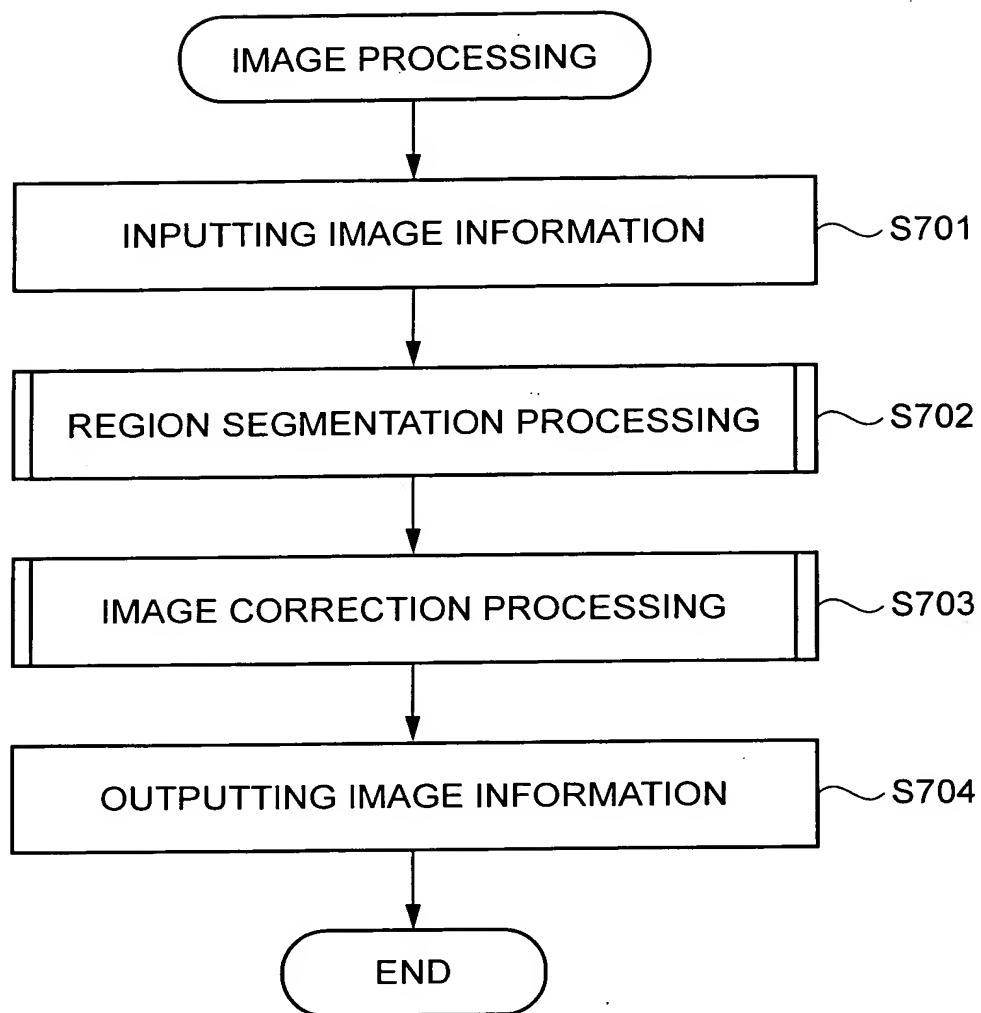 IMAGE PROCESSING
INPUTTING IMAGE INFORMATION
S701
REGION SEGMENTATION PROCESSING
S702
IMAGE CORRECTION PROCESSING
S703
OUTPUTTING IMAGE INFORMATION
S704
END